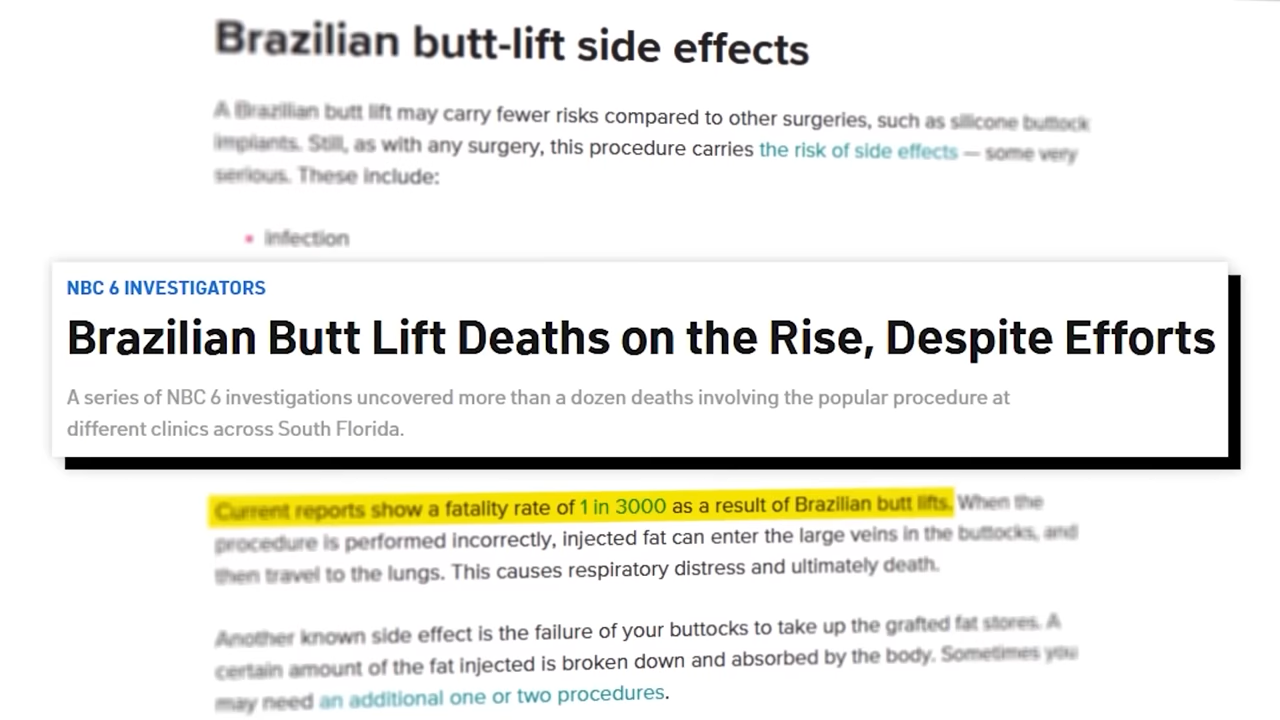 Brazilian butt-lift side effects
A Brazilian butt lift may carry fewer risks compared to other surgeries, such as silicone buttock
implants. Still, as with any surgery, this procedure carries the risk of side effects — some very
serious. These include:
• infection
NBC 6 INVESTIGATORS
Brazilian Butt Lift Deaths on the Rise, Despite Efforts
A series of NBC 6 investigations uncovered more than a dozen deaths involving the popular procedure at
different clinics across South Florida.
Current reports show a fatality rate of 1 in 3000 as a result of Brazilian butt lifts. When the
procedure is performed incorrectly, injected fat can enter the large veins in the buttocks, and
then travel to the lungs. This causes respiratory distress and ultimately death.
Another known side effect is the failure of your buttocks to take up the grafted fat stores. A
certain amount of the fat injected is broken down and absorbed by the body. Sometimes you
may need an additional one or two procedures.